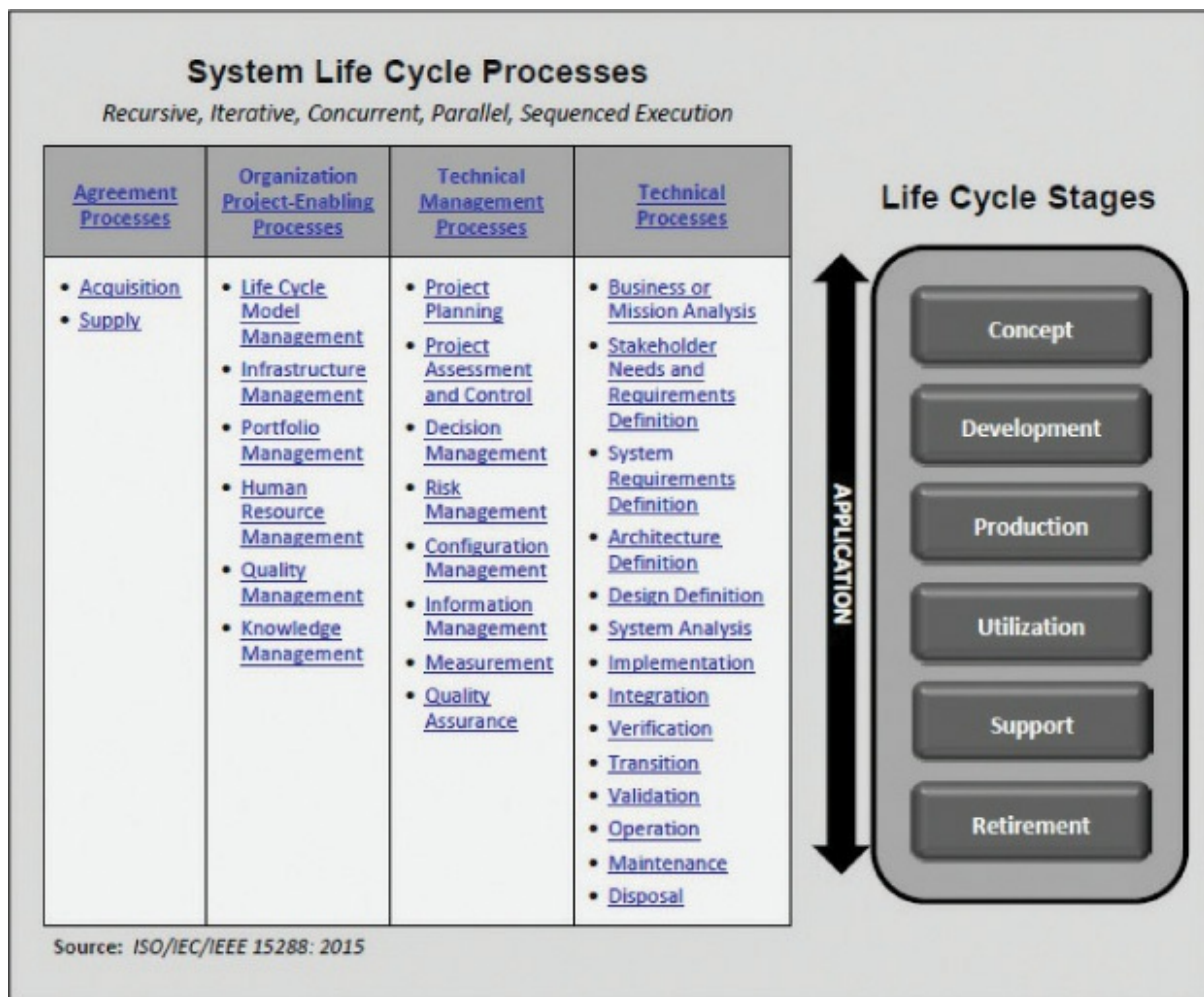 System Life Cycle Processes
Recursive, Iterative, Concurrent, Parallel, Sequenced Execution
Agreement
Processes
Organization
Project-Enabling
Processes
Technical
Management
Processes
Technical
Processes
• Acquisition
• Supply
• Life Cycle
Model
Management
• Infrastructure
Management
• Portfolio
Management
• Human
Resource
Management
• Quality
Management
• Knowledge
Management
• Project
Planning
• Project
Assessment
and Control
• Decision
Management
• Risk
Management
• Configuration
Management
• Information
Management
• Measurement
• Quality
Assurance
• Business or
Mission Analysis
• Stakeholder
Needs and
Requirements
Definition
• System
Requirements
Definition
• Architecture
Definition
• Design Definition
• System Analysis
• Implementation
• Integration
• Verification
• Transition
• Validation
• Operation
• Maintenance
• Disposal
Source: ISO/IEC/IEEE 15288: 2015
Life Cycle Stages
APPLICATION
Concept
Development
Production
Utilization
Support
Retirement